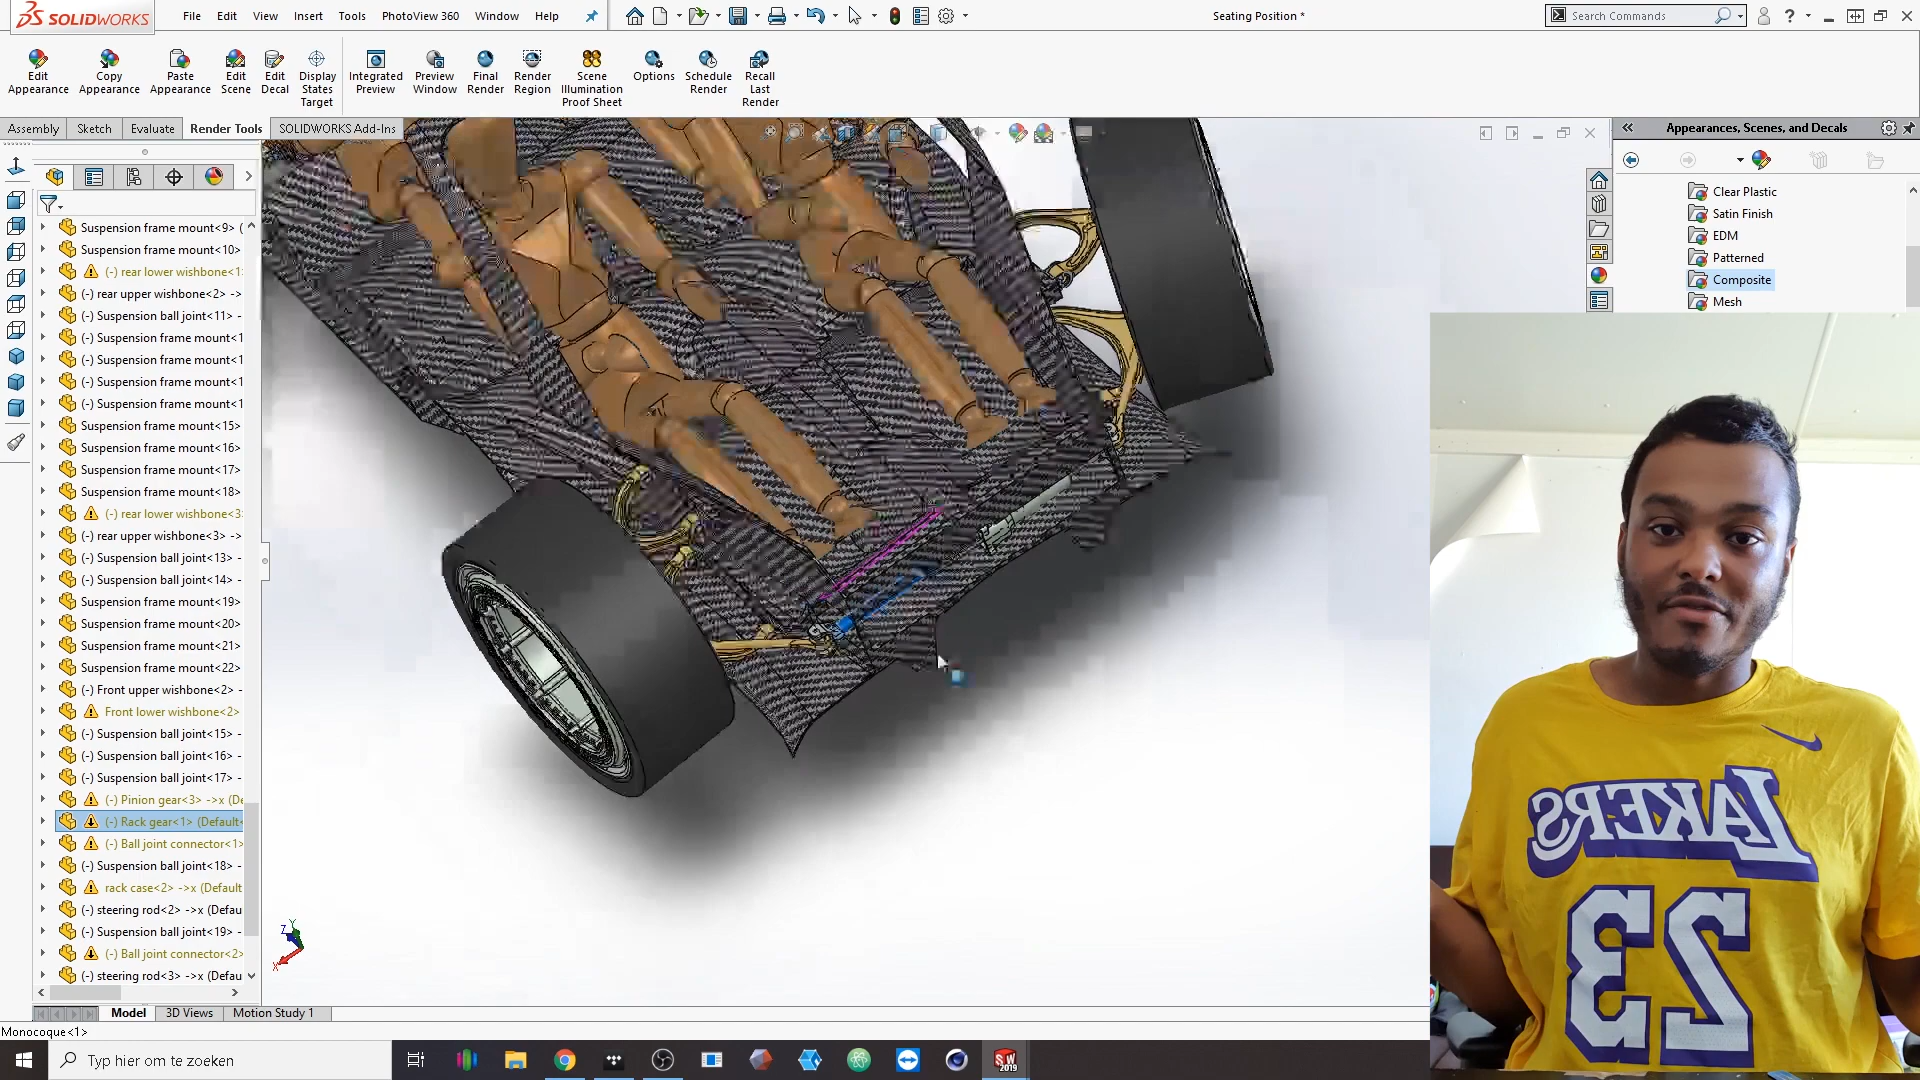 SOLIDWORKS
File Edit View Insert Tools PhotoView 360 Window Help
Seating Position *
Search Commands
Edit Appearance
Copy Appearance
Paste Appearance
Edit Scene
Edit Decal
Display States Target
Integrated Preview
Preview Window
Final Render
Render Region
Scene Illumination Proof Sheet
Options
Schedule Render
Recall Last Render
Assembly Sketch Evaluate Render Tools SOLIDWORKS Add-Ins
Appearances, Scenes, and Decals
Clear Plastic
Satin Finish
EDM
Patterned
Composite
Mesh
Suspension frame mount<9> (
Suspension frame mount<10>
(-) rear lower wishbone<1
(-) rear upper wishbone<2> ->
(-) Suspension ball joint<11> -
Suspension frame mount<1
Suspension frame mount<1
Suspension frame mount<1
Suspension frame mount<1
Suspension frame mount<15>
Suspension frame mount<16>
Suspension frame mount<17>
Suspension frame mount<18>
(-) rear lower wishbone<3
(-) rear upper wishbone<3> ->
(-) Suspension ball joint<13> -
(-) Suspension ball joint<14> -
Suspension frame mount<19>
Suspension frame mount<20>
Suspension frame mount<21>
Suspension frame mount<22>
(-) Front upper wishbone<2> -
Front lower wishbone<2>
(-) Suspension ball joint<15> -
(-) Suspension ball joint<16> -
(-) Suspension ball joint<17> -
(-) Pinion gear<3> ->x (De
(-) Rack gear<1> (Default<
(-) Ball joint connector<1>
(-) Suspension ball joint<18> -
rack case<2> ->x (Default
(-) steering rod<2> ->x (Defau
(-) Suspension ball joint<19> -
(-) Ball joint connector<2>
(-) steering rod<3> ->x (Defau
Y
Z
X
LAKERS
23
Model 3D Views Motion Study 1
Monocoque<1>
Typ hier om te zoeken
SW
2019